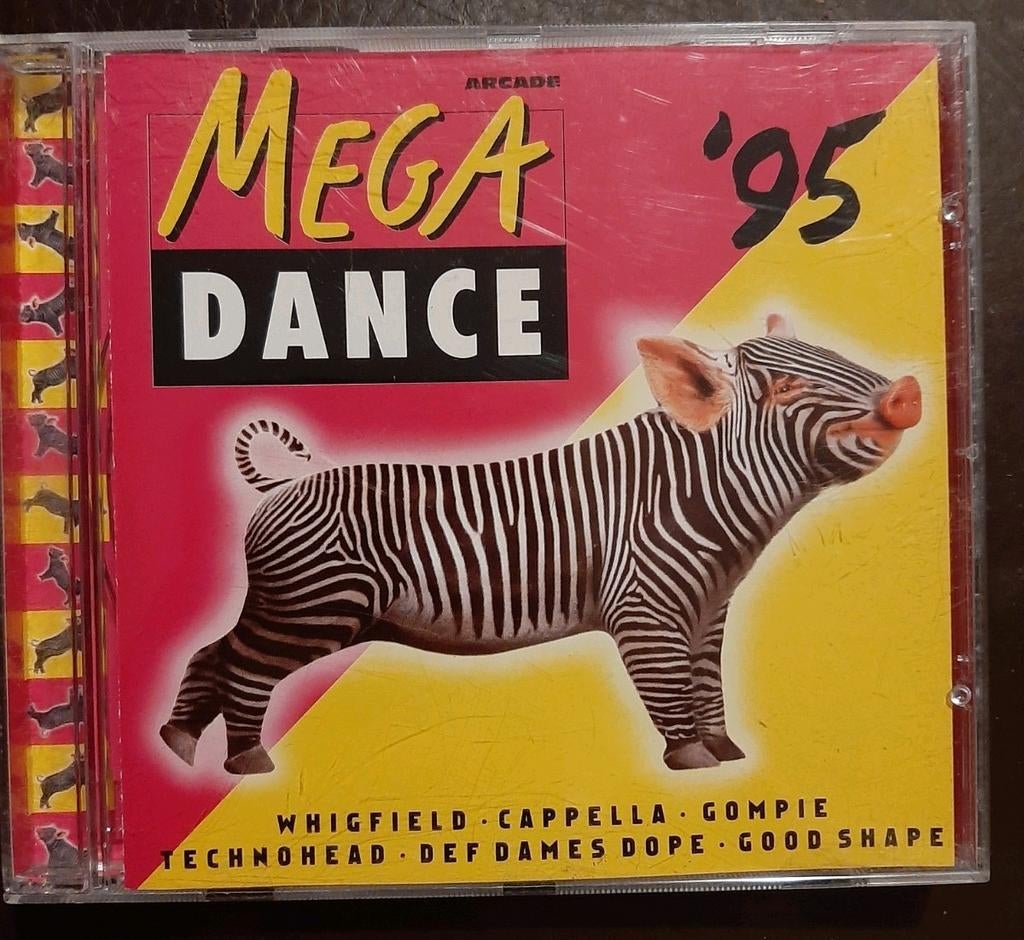 ARCADE
MEGA
'95
DANCE
WHIGFIELD · CAPPELLA · GOMPIE
TECHNOHEAD · DEF DAMES DOPE · GOOD SHAPE